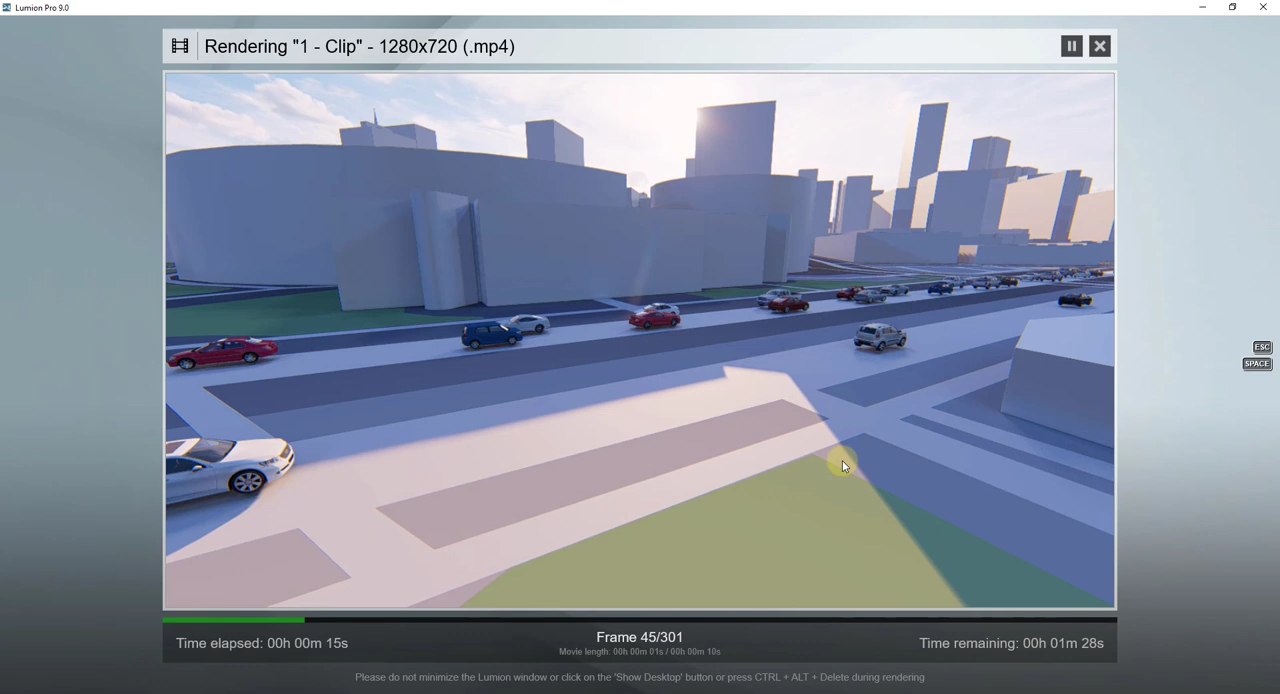 Lumion Pro 9.0
Rendering "1 - Clip" - 1280x720 (.mp4)
ESC
SPACE
Time elapsed: 00h 00m 15s
Frame 45/301
Movie length: 00h 00m 01s / 00h 00m 10s
Time remaining: 00h 01m 28s
Please do not minimize the Lumion window or click on the 'Show Desktop' button or press CTRL + ALT + Delete during rendering